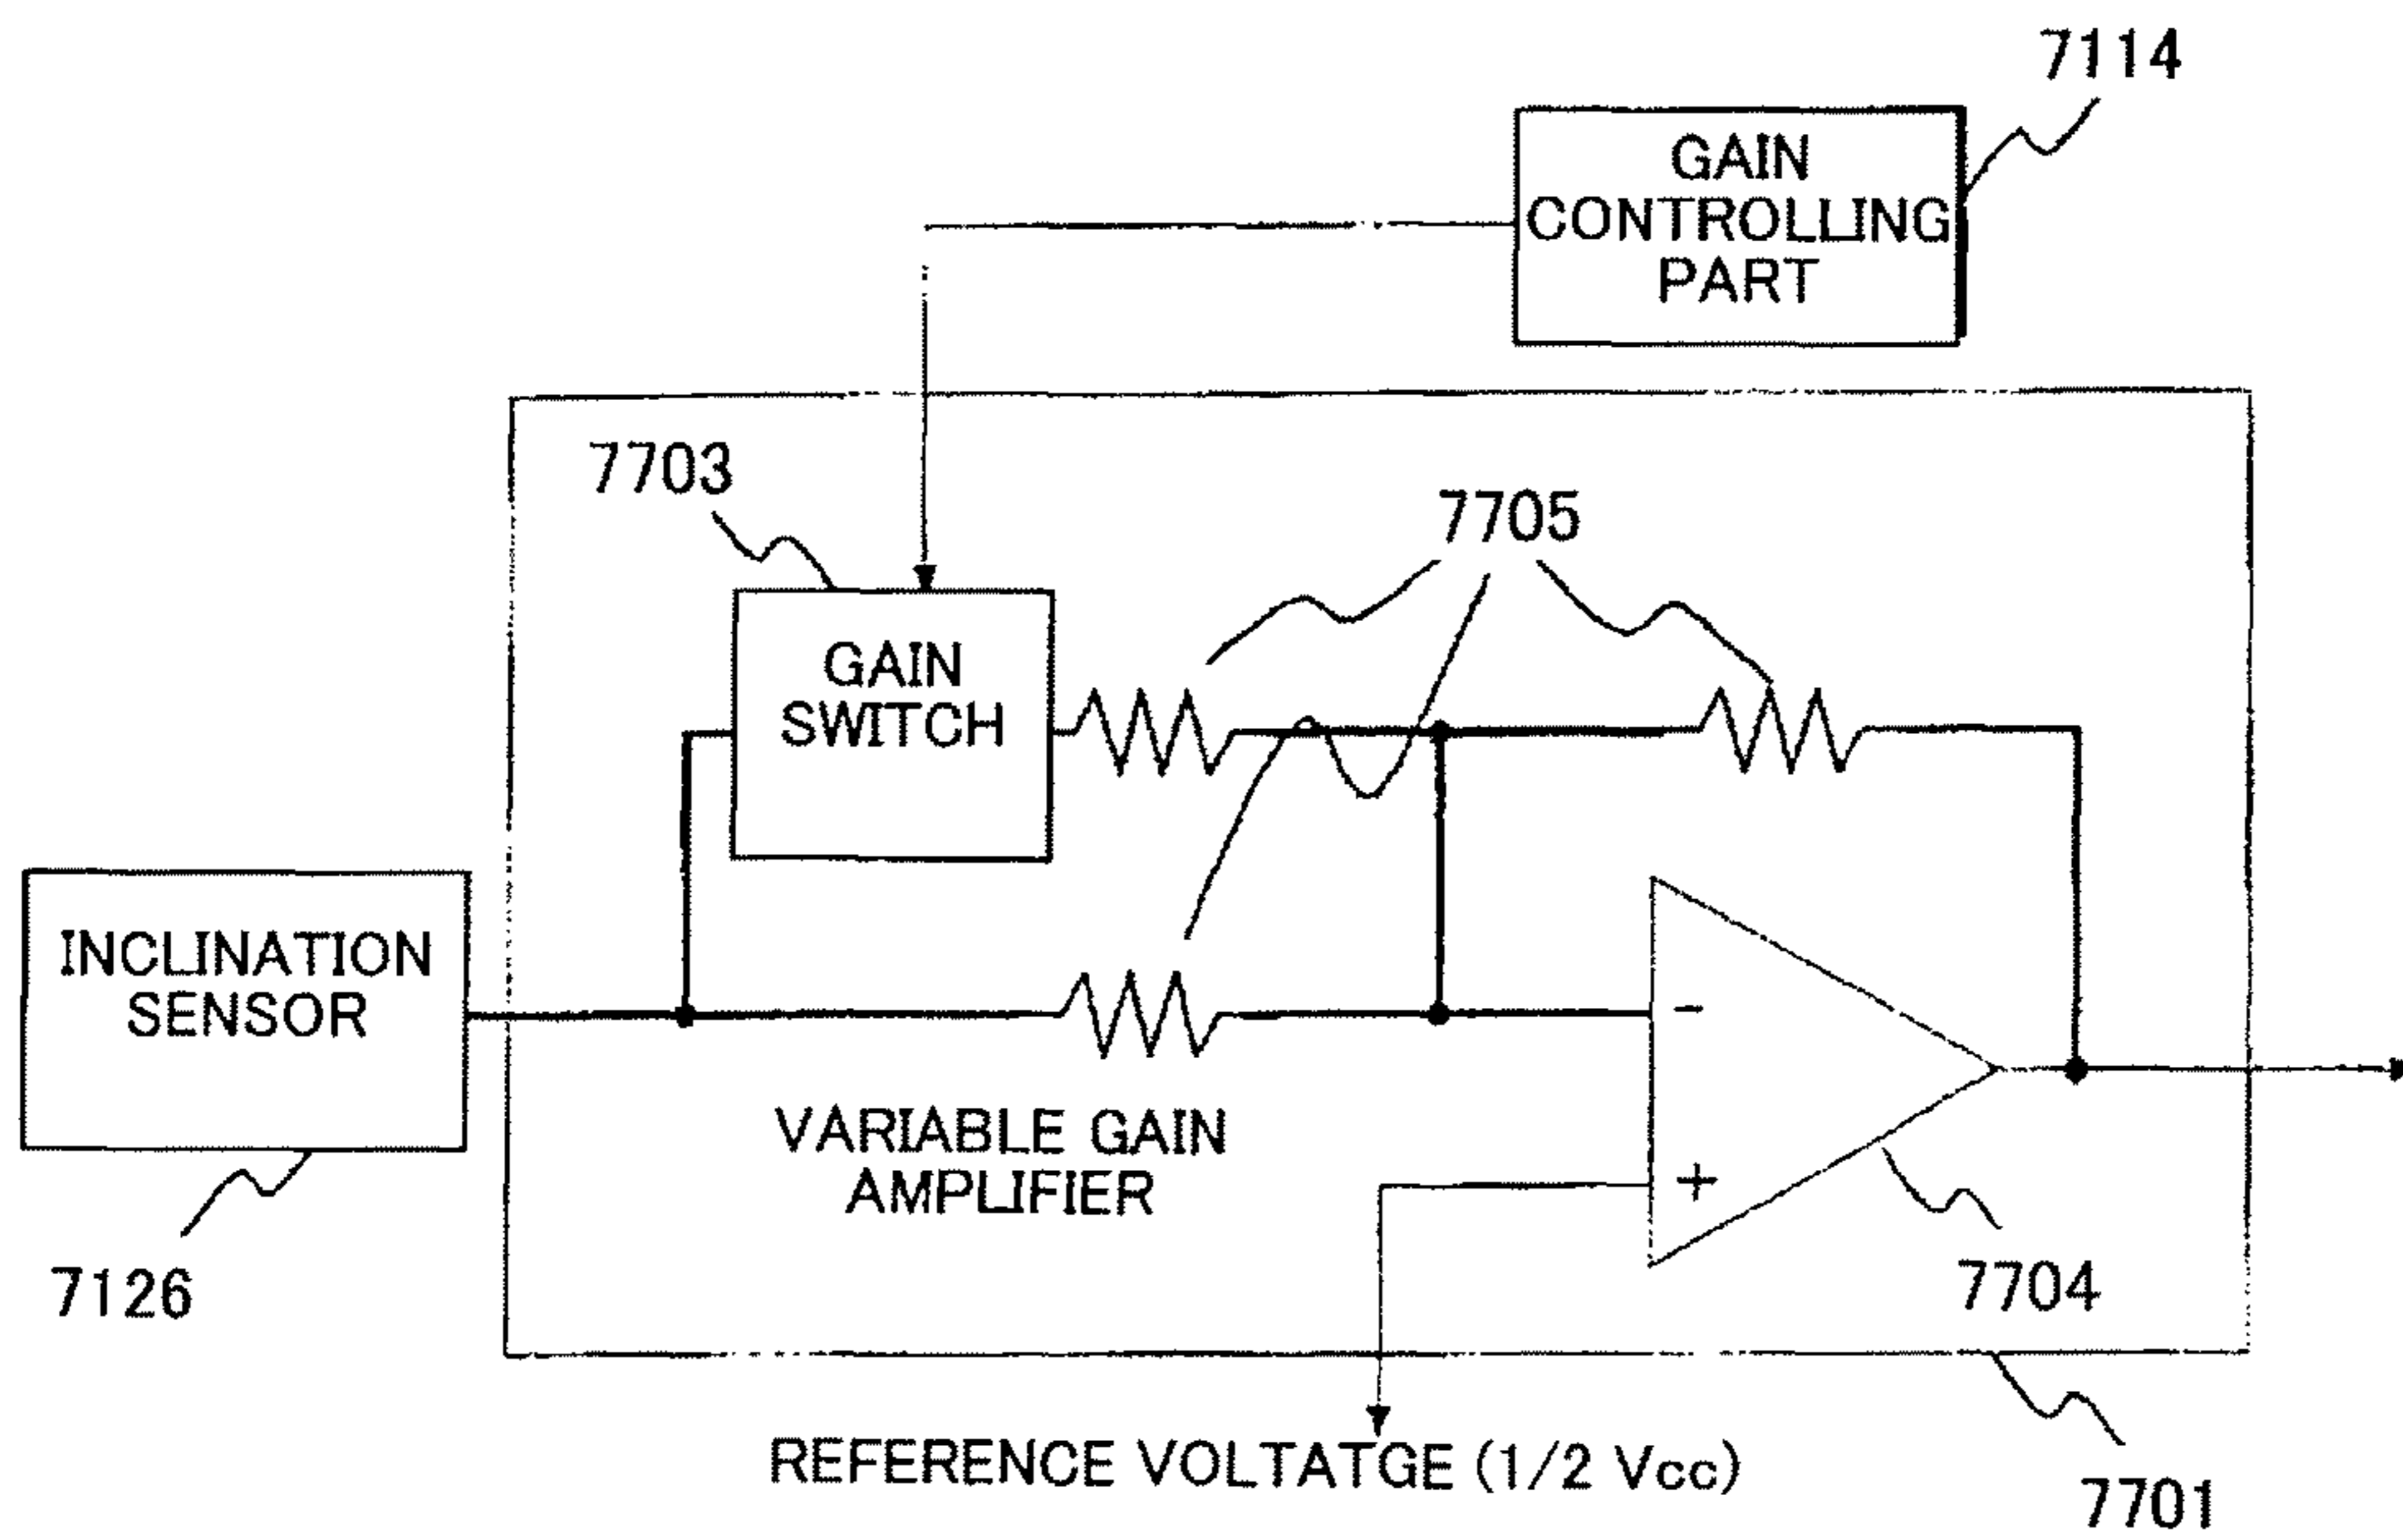 7114
GAIN
CONTROLLING
PART
7703
7705
GAIN
SWITCH
INCLINATION
SENSOR
-
VARIABLE GAIN
AMPLIFIER
+
7126
7704
REFERENCE VOLTATGE (1/2 Vcc)
7701